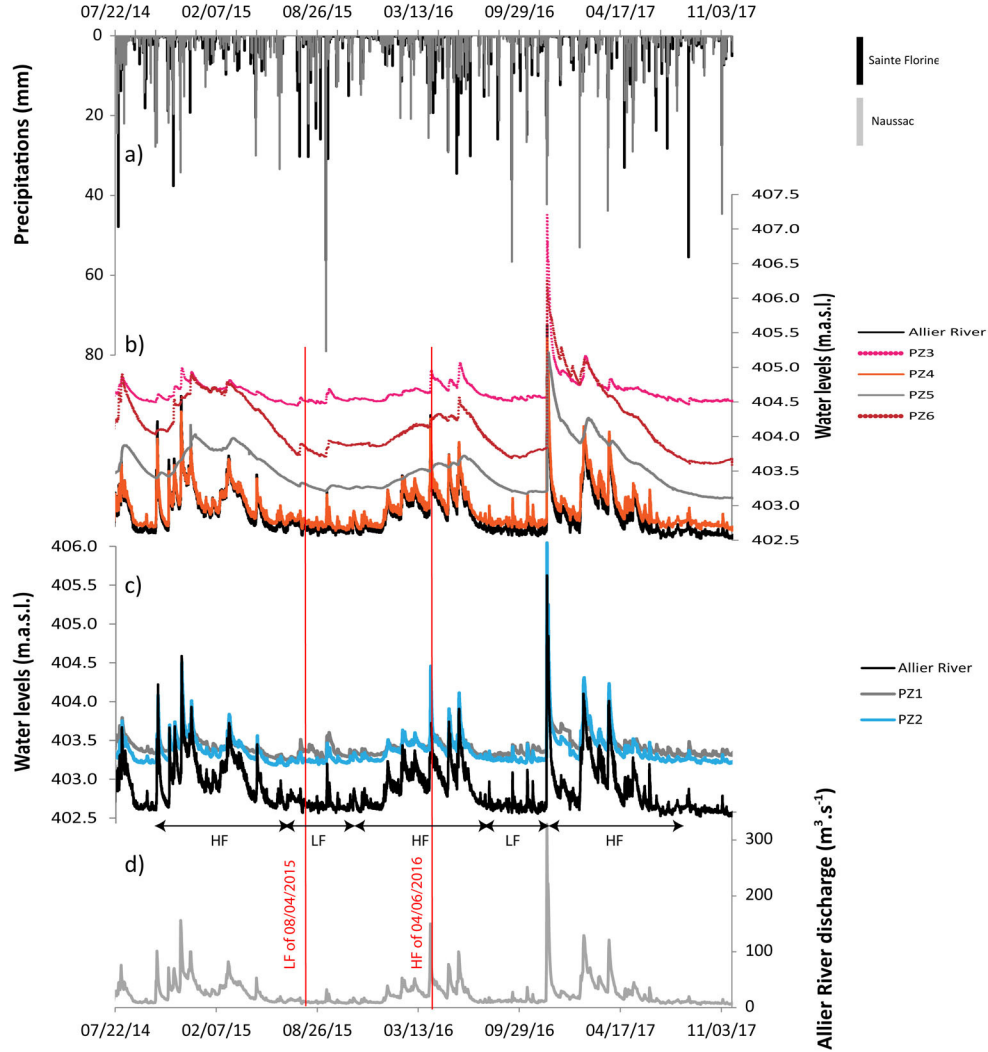 07/22/14 02/07/15 08/26/15 03/13/16 09/29/16 04/17/17 11/03/17
Precipitations (mm)
0
20
40
60
80
a)
Sainte Florine
Naussac
b)
407.5
407.0
406.5
406.0
405.5
405.0
404.5
404.0
403.5
403.0
402.5
Water levels (m.a.s.l.)
Allier River
PZ3
PZ4
PZ5
PZ6
c)
Water levels (m.a.s.l.)
406.0
405.5
405.0
404.5
404.0
403.5
403.0
402.5
Allier River
PZ1
PZ2
HF LF HF LF HF
d)
LF of 08/04/2015
HF of 04/06/2016
300
200
100
0
Allier River discharge (m³.s⁻¹)
07/22/14 02/07/15 08/26/15 03/13/16 09/29/16 04/17/17 11/03/17